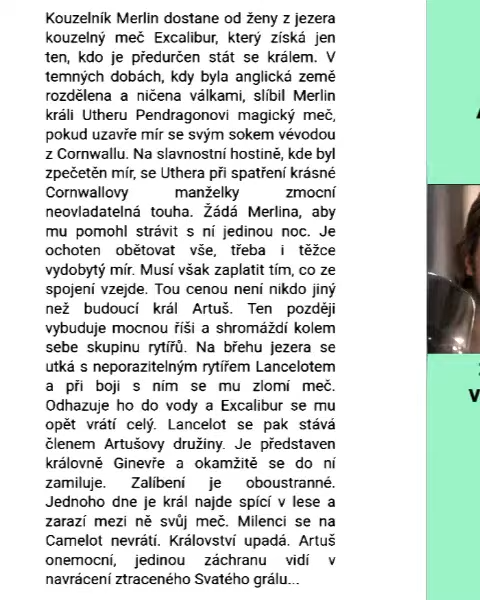 Kouzelník Merlin dostane od ženy z jezera
kouzelný meč Excalibur, který získá jen
ten, kdo je předurčen stát se králem. V
temných dobách, kdy byla anglická země
rozdělena a ničena válkami, slíbil Merlin
králi Utheru Pendragonovi magický meč,
pokud uzavře mír se svým sokem vévodou
z Cornwallu. Na slavnostní hostině, kde byl
zpečetěn mír, se Uthera při spatření krásné
Cornwallovy manželky zmocní
neovladatelná touha. Žádá Merlina, aby
mu pomohl strávit s ní jedinou noc. Je
ochoten obětovat vše, třeba i těžce
vydobytý mír. Musí však zaplatit tím, co ze
spojení vzejde. Tou cenou není nikdo jiný
než budoucí král Artuš. Ten později
vybuduje mocnou říši a shromáždí kolem
sebe skupinu rytířů. Na břehu jezera se
utká s neporazitelným rytířem Lancelotem
a při boji s ním se mu zlomí meč.
Odhazuje ho do vody a Excalibur se mu
opět vrátí celý. Lancelot se pak stává
členem Artušovy družiny. Je představen
královně Ginevře a okamžitě se do ní
zamiluje. Zalíbení je oboustranné.
Jednoho dne je král najde spící v lese a
zarazí mezi ně svůj meč. Milenci se na
Camelot nevrátí. Království upadá. Artuš
onemocní, jedinou záchranu vidí v
navrácení ztraceného Svatého grálu...